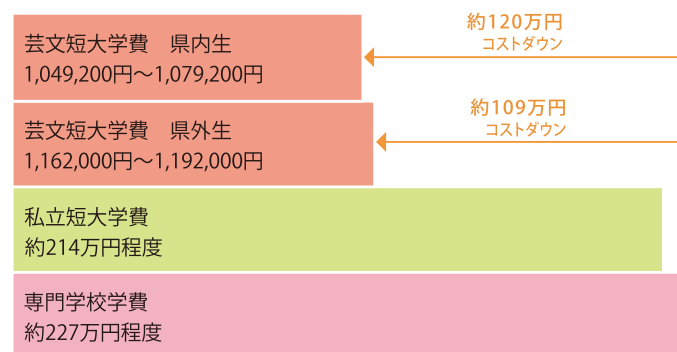 芸文短大学費　県内生
1,049,200円～1,079,200円
約120万円
コストダウン
芸文短大学費　県外生
1,162,000円～1,192,000円
約109万円
コストダウン
私立短大学費
約214万円程度
専門学校学費
約227万円程度